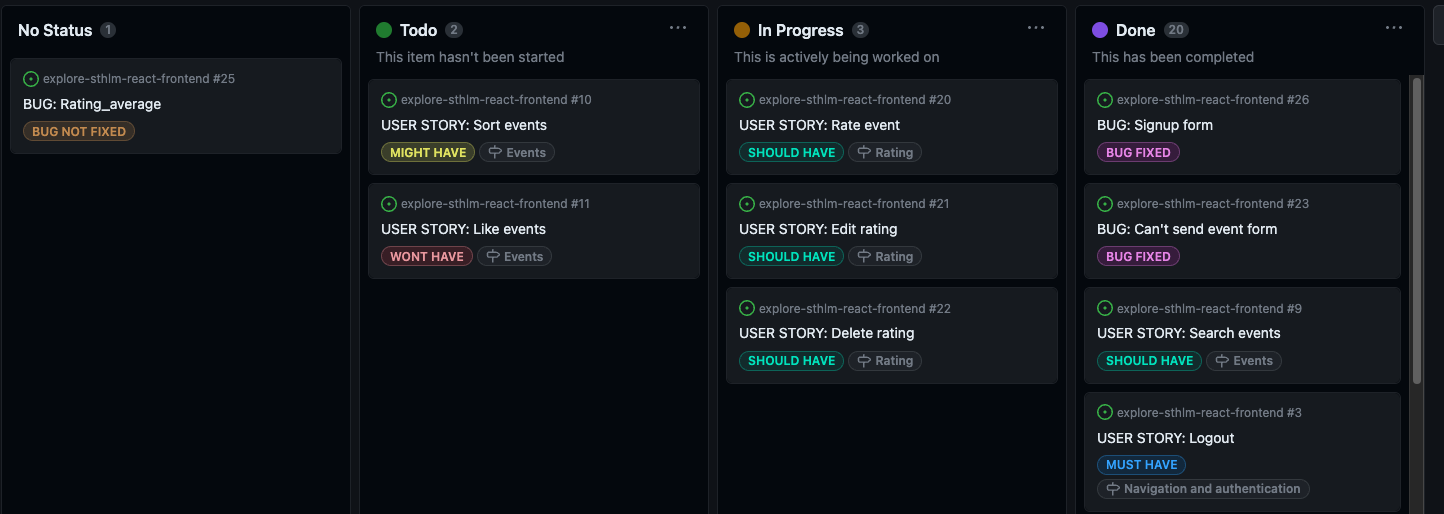 No Status 1
explore-sthlm-react-frontend #25
BUG: Rating_average
BUG NOT FIXED
Todo 2
This item hasn't been started
explore-sthlm-react-frontend #10
USER STORY: Sort events
MIGHT HAVE Events
explore-sthlm-react-frontend #11
USER STORY: Like events
WONT HAVE Events
In Progress 3
This is actively being worked on
explore-sthlm-react-frontend #20
USER STORY: Rate event
SHOULD HAVE Rating
explore-sthlm-react-frontend #21
USER STORY: Edit rating
SHOULD HAVE Rating
explore-sthlm-react-frontend #22
USER STORY: Delete rating
SHOULD HAVE Rating
Done 20
This has been completed
explore-sthlm-react-frontend #26
BUG: Signup form
BUG FIXED
explore-sthlm-react-frontend #23
BUG: Can't send event form
BUG FIXED
explore-sthlm-react-frontend #9
USER STORY: Search events
SHOULD HAVE Events
explore-sthlm-react-frontend #3
USER STORY: Logout
MUST HAVE
Navigation and authentication